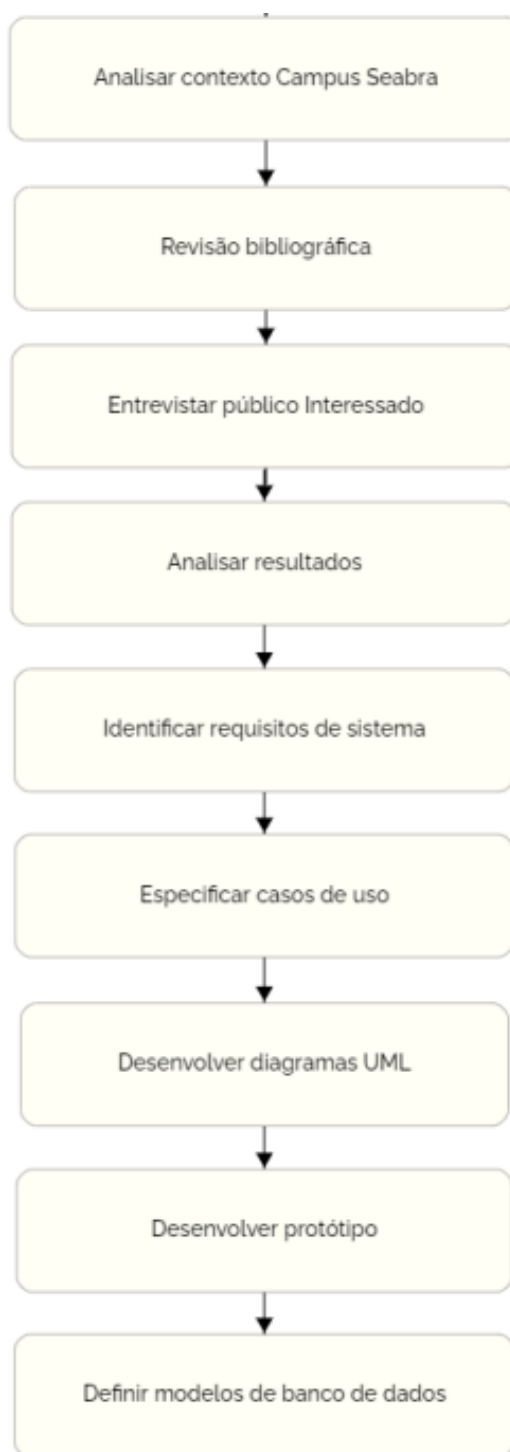 Analisar contexto Campus Seabra
Revisão bibliográfica
Entrevistar público Interessado
Analisar resultados
Identificar requisitos de sistema
Especificar casos de uso
Desenvolver diagramas UML
Desenvolver protótipo
Definir modelos de banco de dados